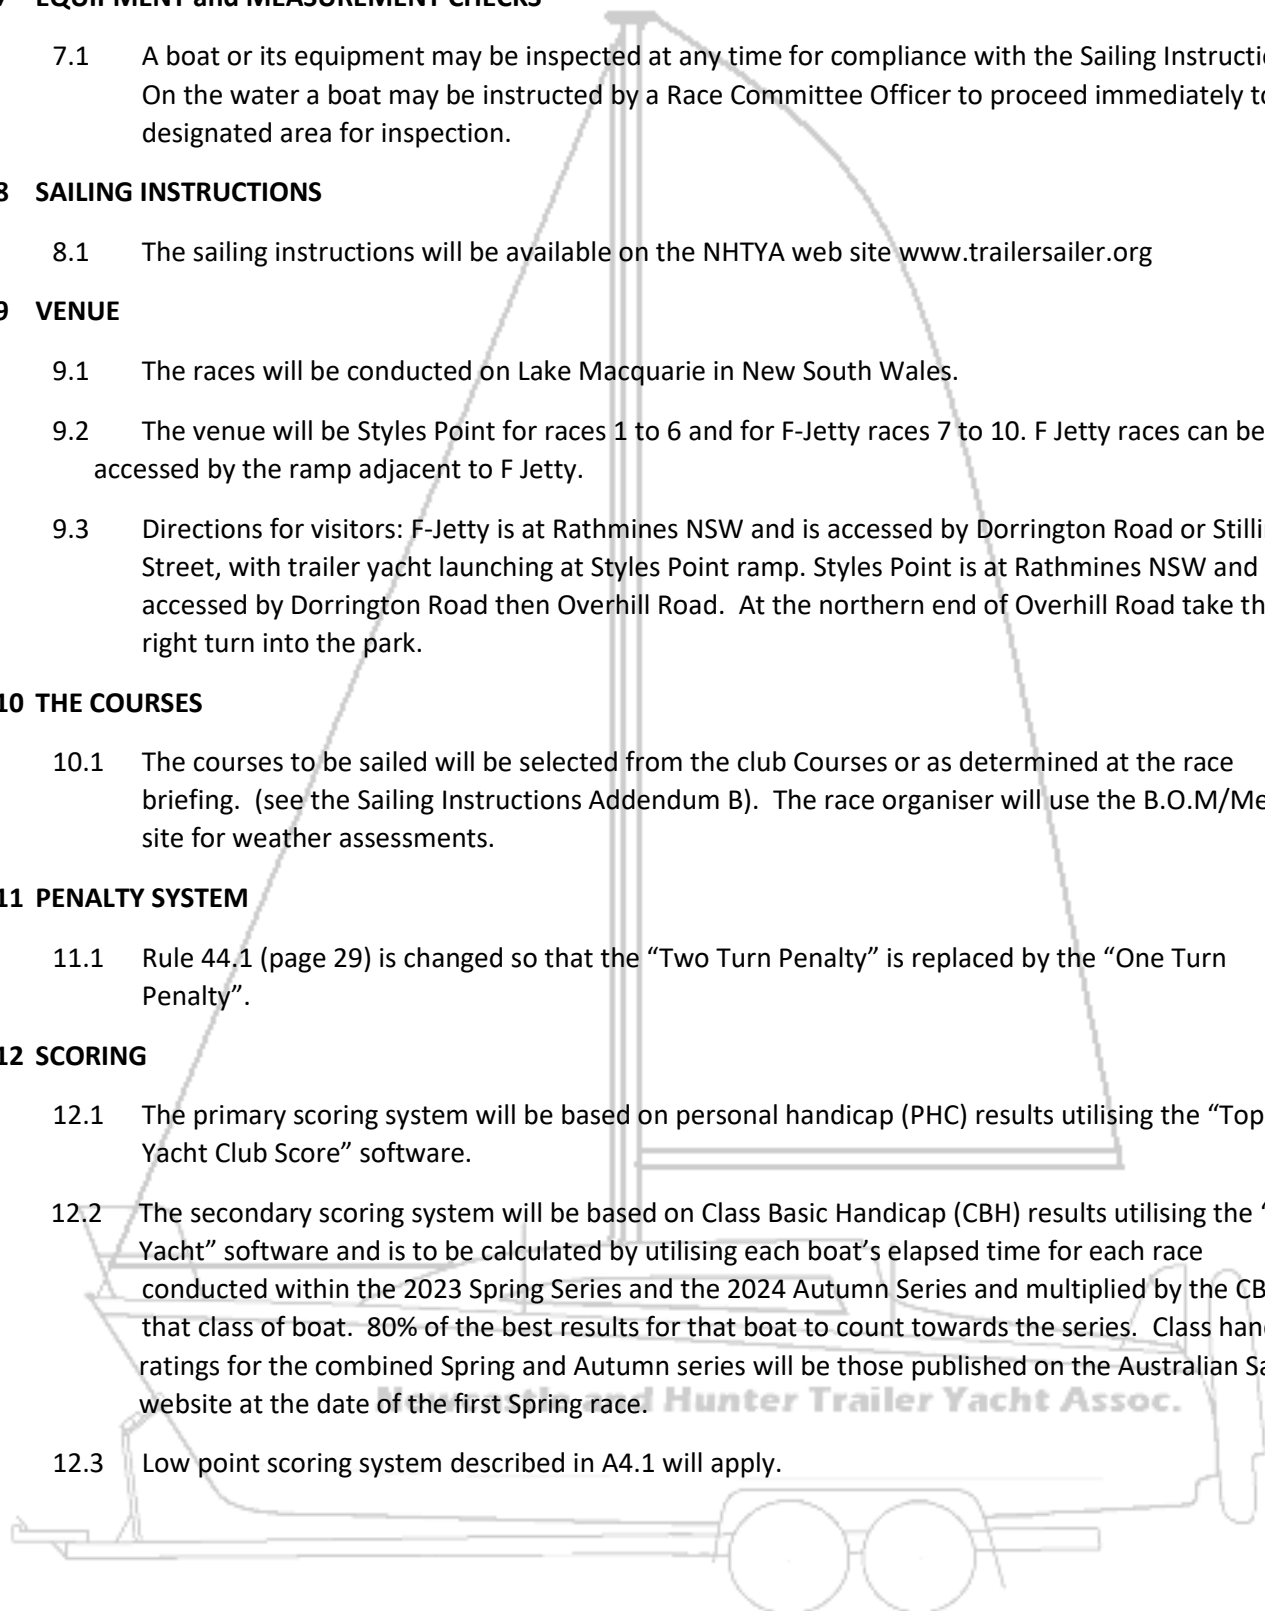 EQUIPMENT and MEASUREMENT CHECKS
7.1 A boat or its equipment may be inspected at any time for compliance with the Sailing
On the water a boat may be instructed by a Race Committee Officer to proceed immediately
designated area for inspection.
8 SAILING INSTRUCTIONS
8.1 The sailing instructions will be available on the NHTYA web site www.trailersailer.org
9 VENUE
9.1 The races will be conducted on Lake Macquarie in New South Wales.
9.2 The venue will be Styles Point for races 1 to 6 and for F-Jetty races 7 to 10. F Jetty races can be
accessed by the ramp adjacent to F Jetty.
9.3 Directions for visitors: F-Jetty is at Rathmines NSW and is accessed by Dorrington Road or
Street, with trailer yacht launching at Styles Point ramp. Styles Point is at Rathmines NSW and
accessed by Dorrington Road then Overhill Road. At the northern end of Overhill Road take
right turn into the park.
10 THE COURSES
10.1 The courses to be sailed will be selected from the club Courses or as determined at the race
briefing. (see the Sailing Instructions Addendum B). The race organiser will use the
site for weather assessments.
11 PENALTY SYSTEM
11.1 Rule 44.1 (page 29) is changed so that the “Two Turn Penalty” is replaced by the “One Turn
Penalty”.
12 SCORING
12.1 The primary scoring system will be based on personal handicap (PHC) results utilising the “Top
Yacht Club Score” software.
12.2 The secondary scoring system will be based on Class Basic Handicap (CBH) results utilising the
Yacht” software and is to be calculated by utilising each boat’s elapsed time for each race
conducted within the 2023 Spring Series and the 2024 Autumn Series and multiplied by the
that class of boat. 80% of the best results for that boat to count towards the series. Class
ratings for the combined Spring and Autumn series will be those published on the Australian
website at the date of the first Spring race.
Newcastle and Hunter Trailer Yacht Assoc.
12.3 Low point scoring system described in A4.1 will apply.